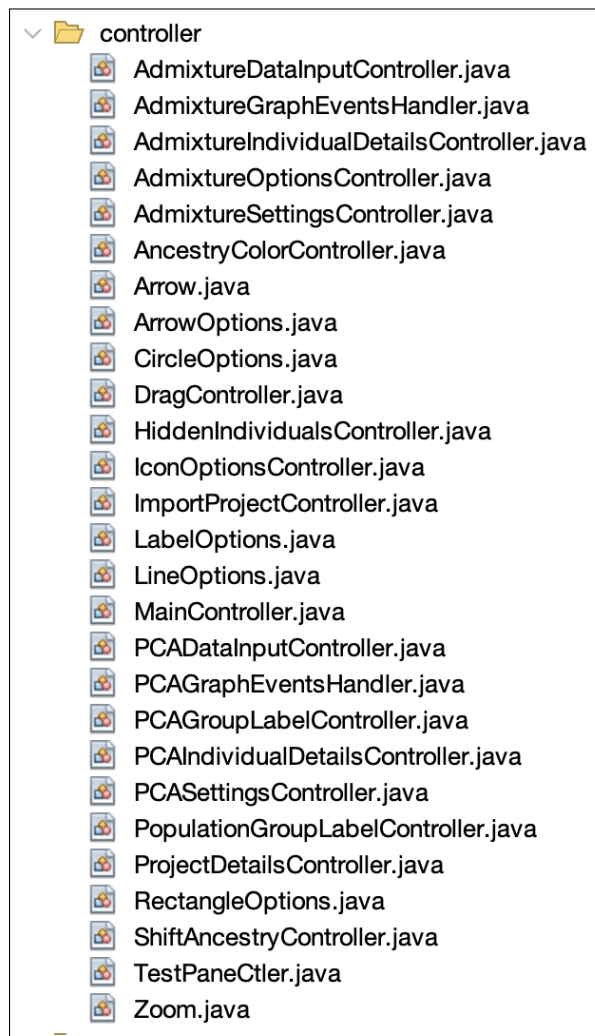 controller
AdmixtureDataInputController.java
AdmixtureGraphEventsHandler.java
AdmixtureIndividualDetailsController.java
AdmixtureOptionsController.java
AdmixtureSettingsController.java
AncestryColorController.java
Arrow.java
ArrowOptions.java
CircleOptions.java
DragController.java
HiddenIndividualsController.java
IconOptionsController.java
ImportProjectController.java
LabelOptions.java
LineOptions.java
MainController.java
PCADataInputController.java
PCAGraphEventsHandler.java
PCAGroupLabelController.java
PCAIndividualDetailsController.java
PCASettingsController.java
PopulationGroupLabelController.java
ProjectDetailsController.java
RectangleOptions.java
ShiftAncestryController.java
TestPaneCtler.java
Zoom.java